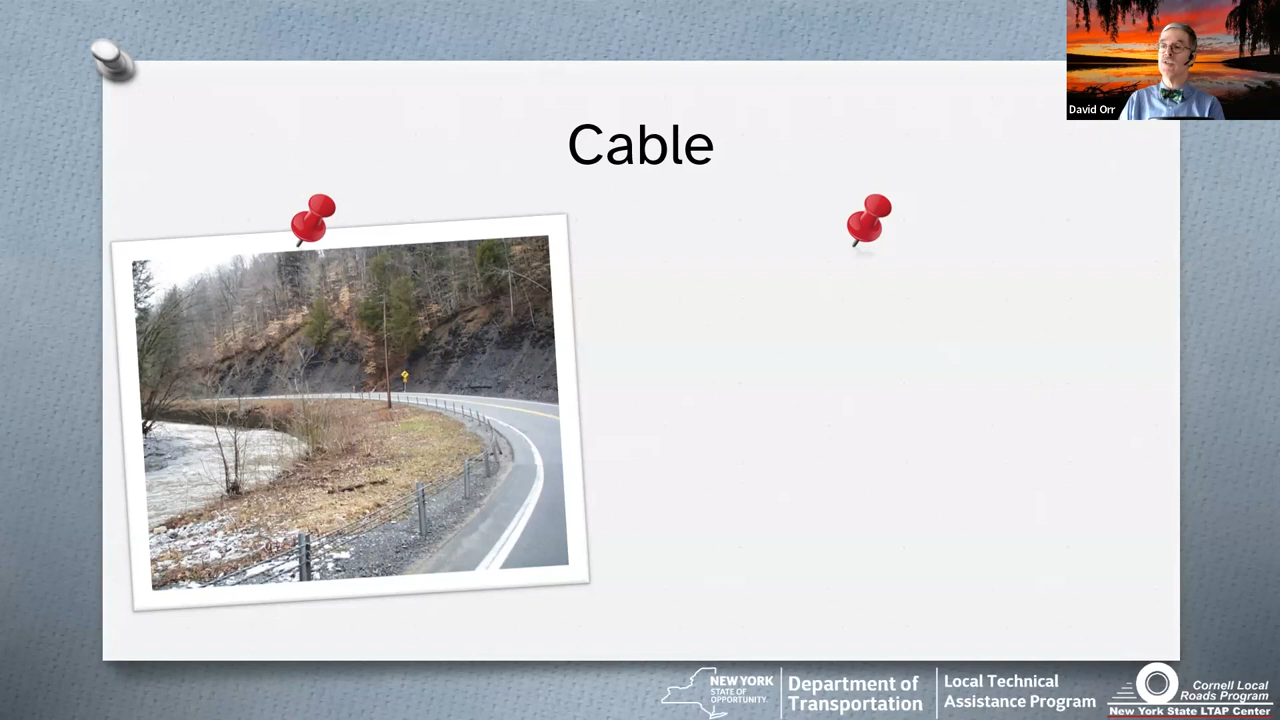 David Orr
Cable
NEW YORK
STATE OF
OPPORTUNITY.
Department of
Transportation
Local Technical
Assistance Program
Cornell Local
Roads Program
New York State LTAP Center